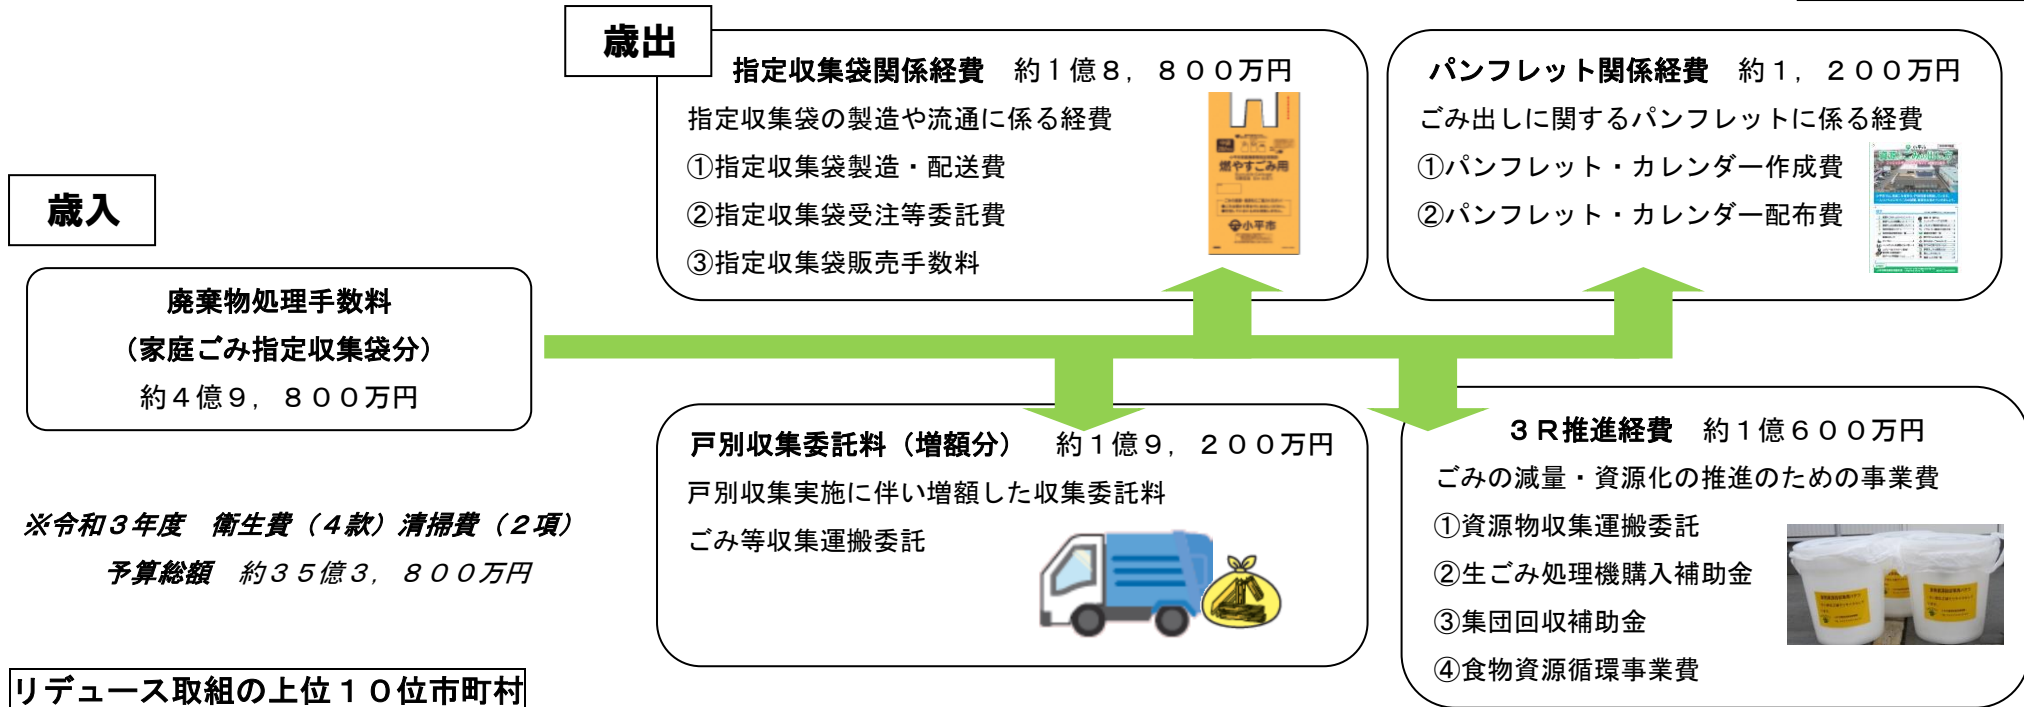 歳入
廃棄物処理手数料
（家庭ごみ指定収集袋分）
約４億９，８００万円
※令和３年度　衛生費（４款）清掃費（２項）
予算総額　約３５億３，８００万円
リデュース取組の上位１０位市町村
歳出
指定収集袋関係経費　約１億８，８００万円
指定収集袋の製造や流通に係る経費
①指定収集袋製造・配送費
②指定収集袋受注等委託費
③指定収集袋販売手数料
燃やすごみ用
小平市
パンフレット関係経費　約１，２００万円
ごみ出しに関するパンフレットに係る経費
①パンフレット・カレンダー作成費
②パンフレット・カレンダー配布費
戸別収集委託料（増額分）　約１億９，２００万円
戸別収集実施に伴い増額した収集委託料
ごみ等収集運搬委託
３Ｒ推進経費　約１億６００万円
ごみの減量・資源化の推進のための事業費
①資源物収集運搬委託
②生ごみ処理機購入補助金
③集団回収補助金
④食物資源循環事業費